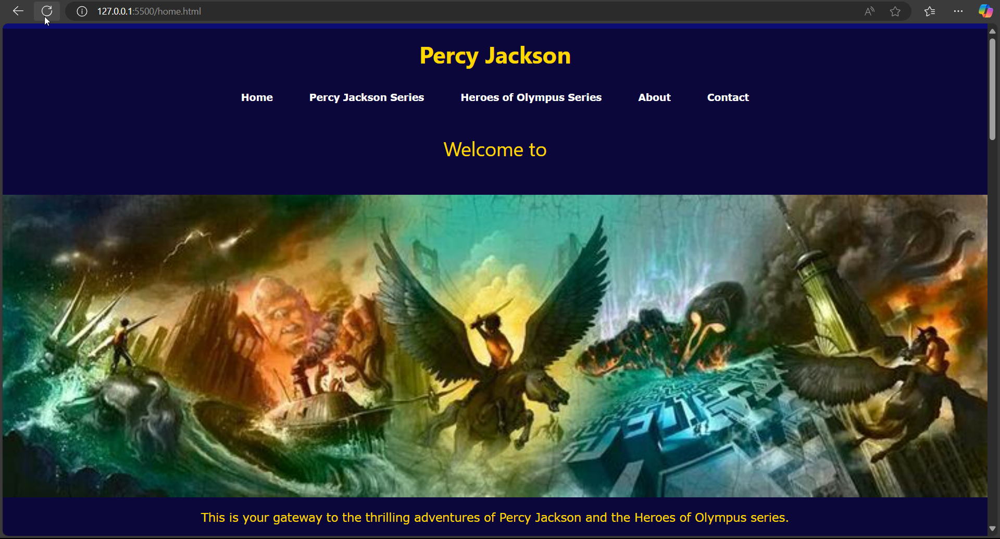 127.0.0.1:5500/home.html
Percy Jackson
Home Percy Jackson Series Heroes of Olympus Series About Contact
Welcome to
This is your gateway to the thrilling adventures of Percy Jackson and the Heroes of Olympus series.